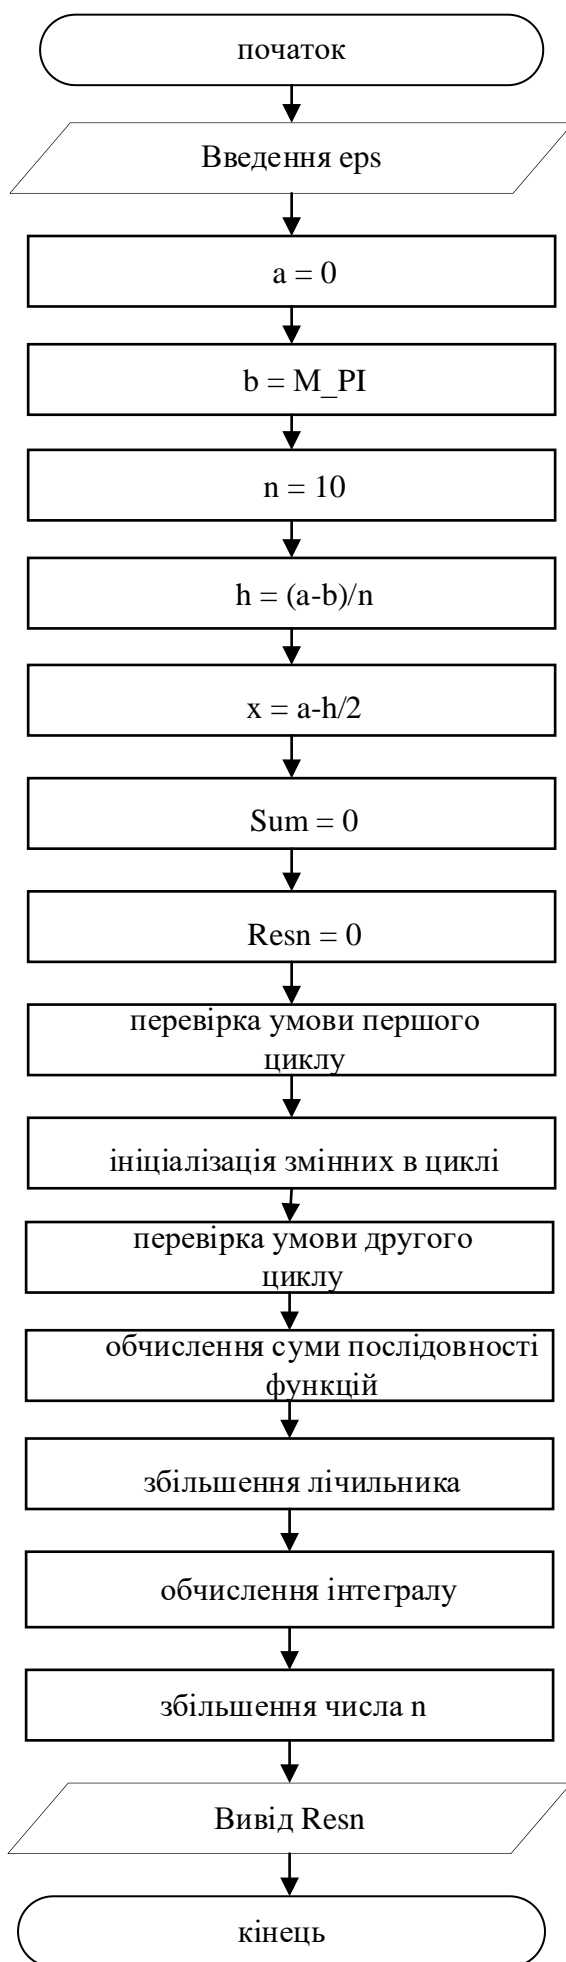 початок
Введення eps
a = 0
b = M_PI
n = 10
h = (a-b)/n
x = a-h/2
Sum = 0
Resn = 0
перевірка умови першого
циклу
ініціалізація змінних в циклі
перевірка умови другого
циклу
обчислення суми послідовності
функцій
збільшення лічильника
обчислення інтегралу
збільшення числа n
Вивід Resn
кінець